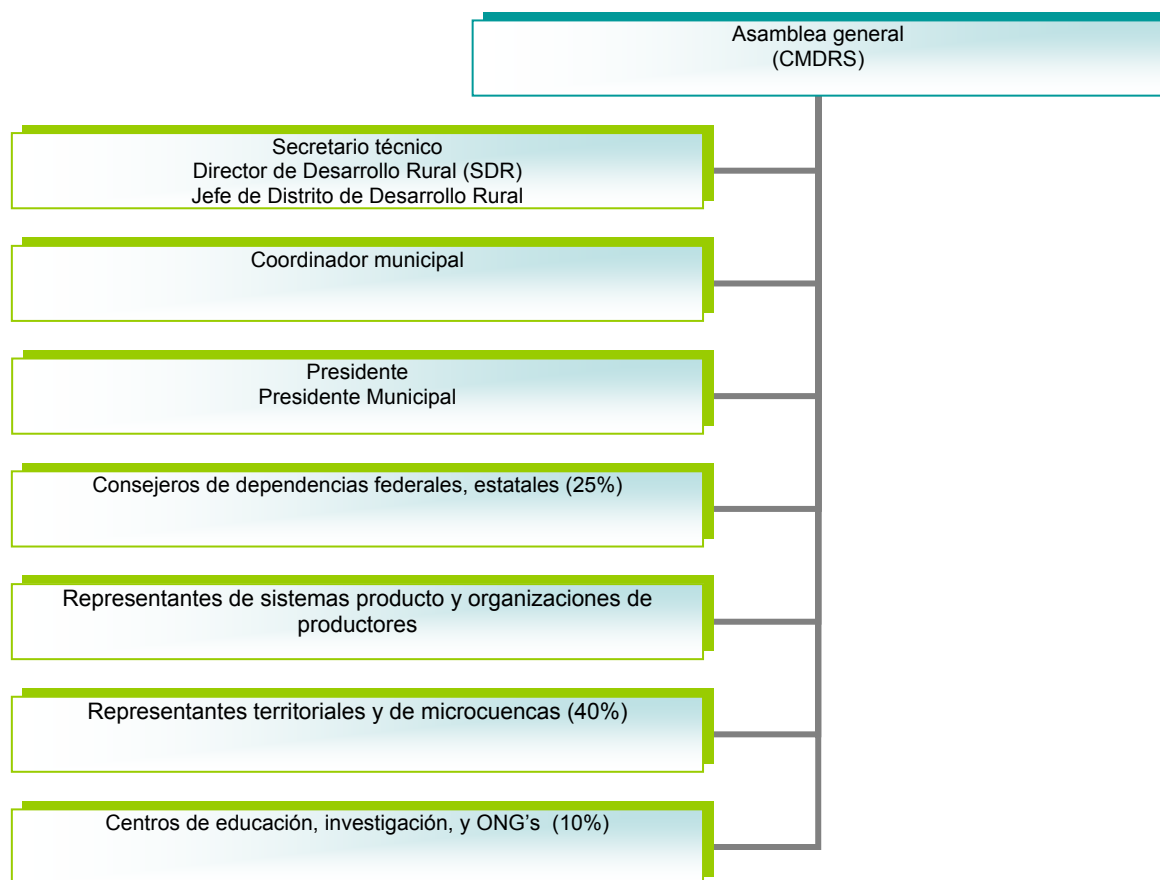 Asamblea general
(CMDRS)
Secretario técnico
Director de Desarrollo Rural (SDR)
Jefe de Distrito de Desarrollo Rural
Coordinador municipal
Presidente
Presidente Municipal
Consejeros de dependencias federales, estatales (25%)
Representantes de sistemas producto y organizaciones de
productores
Representantes territoriales y de microcuencas (40%)
Centros de educación, investigación, y ONG’s (10%)